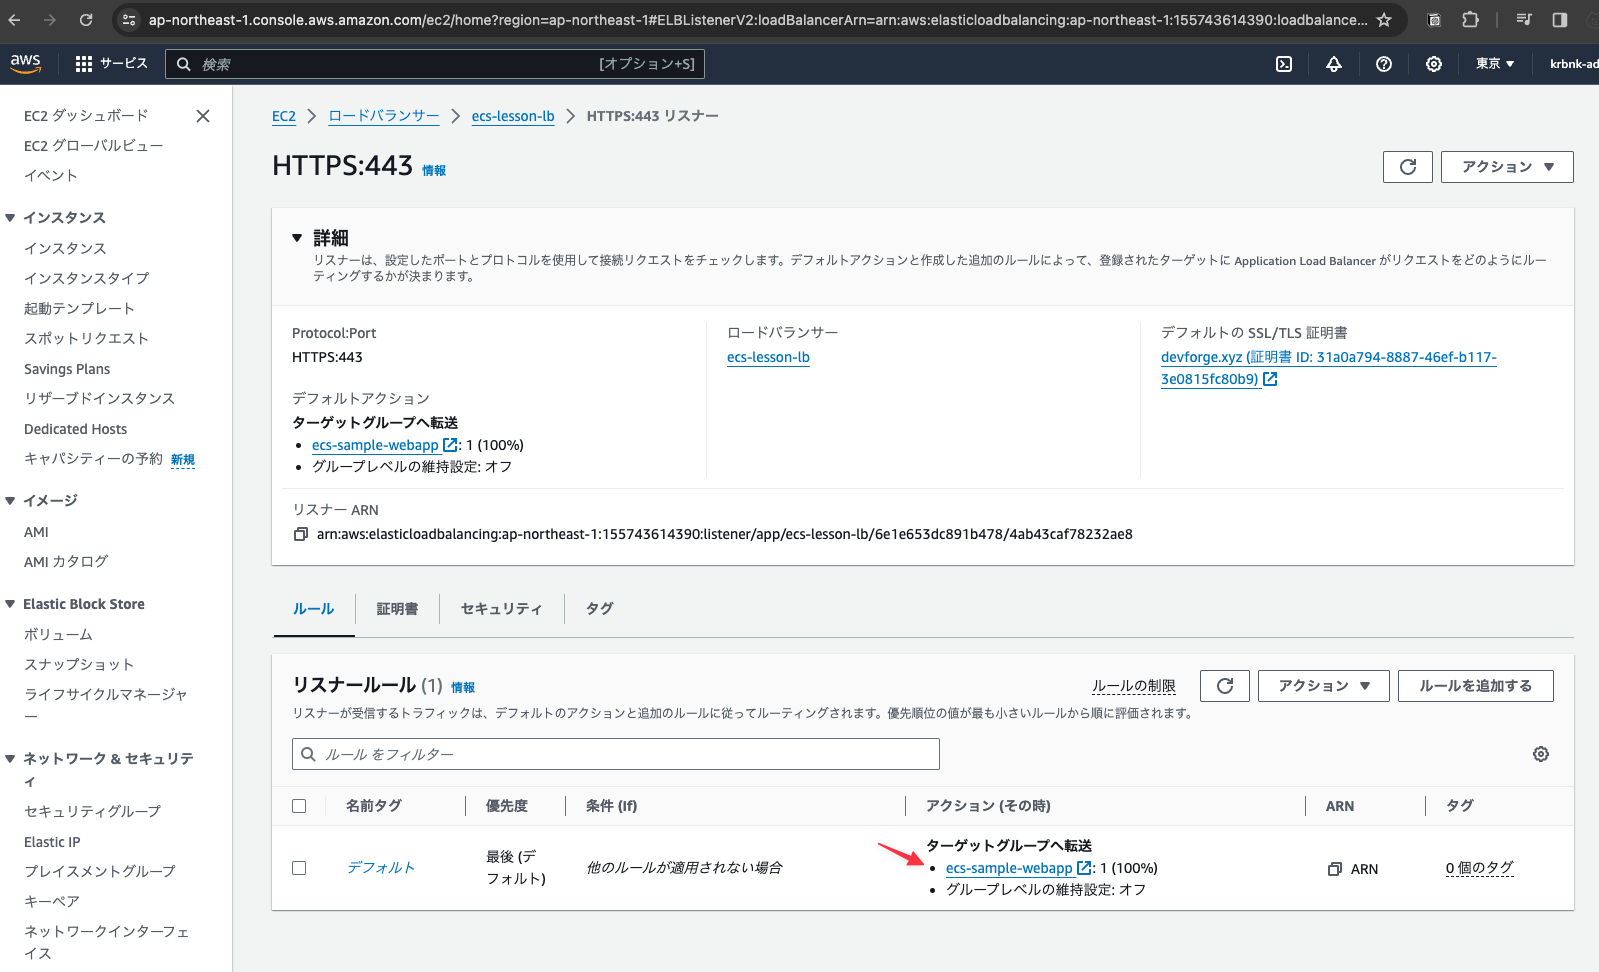 ap-northeast-1.console.aws.amazon.com/ec2/home?region=ap-northeast-1#ELBListenerV2:loadBalancerArn=arn:aws:elasticloadbalancing:ap-northeast-1:155743614390:loadbalance...
aws
サービス
検索
[オプション+S]
東京
krbnk-ad
EC2 ダッシュボード
EC2 グローバルビュー
イベント
インスタンス
インスタンス
インスタンスタイプ
起動テンプレート
スポットリクエスト
Savings Plans
リザーブドインスタンス
Dedicated Hosts
キャパシティーの予約 新規
イメージ
AMI
AMI カタログ
Elastic Block Store
ボリューム
スナップショット
ライフサイクルマネージャ
ー
ネットワーク & セキュリテ
ィ
セキュリティグループ
Elastic IP
プレイスメントグループ
キーペア
ネットワークインターフェ
イス
EC2 ロードバランサー ecs-lesson-lb HTTPS:443 リスナー
HTTPS:443 情報
アクション
詳細
リスナーは、設定したポートとプロトコルを使用して接続リクエストをチェックします。デフォルトアクションと作成した追加のルールによって、登録されたターゲットに Application Load Balancer がリクエストをどのようにルー
ティングするかが決まります。
Protocol:Port
HTTPS:443
デフォルトアクション
ターゲットグループへ転送
• ecs-sample-webapp : 1 (100%)
• グループレベルの維持設定: オフ
ロードバランサー
ecs-lesson-lb
デフォルトの SSL/TLS 証明書
devforge.xyz (証明書 ID: 31a0a794-8887-46ef-b117-
3e0815fc80b9)
リスナー ARN
arn:aws:elasticloadbalancing:ap-northeast-1:155743614390:listener/app/ecs-lesson-lb/6e1e653dc891b478/4ab43caf78232ae8
ルール 証明書 セキュリティ タグ
リスナールール (1) 情報
ルールの制限
アクション
ルールを追加する
リスナーが受信するトラフィックは、デフォルトのアクションと追加のルールに従ってルーティングされます。優先順位の値が最も小さいルールから順に評価されます。
ルール をフィルター
名前タグ 優先度 条件 (If) アクション (その時) ARN タグ
デフォルト
最後 (デ
フォルト)
他のルールが適用されない場合
ターゲットグループへ転送
• ecs-sample-webapp : 1 (100%)
• グループレベルの維持設定: オフ
ARN
0 個のタグ